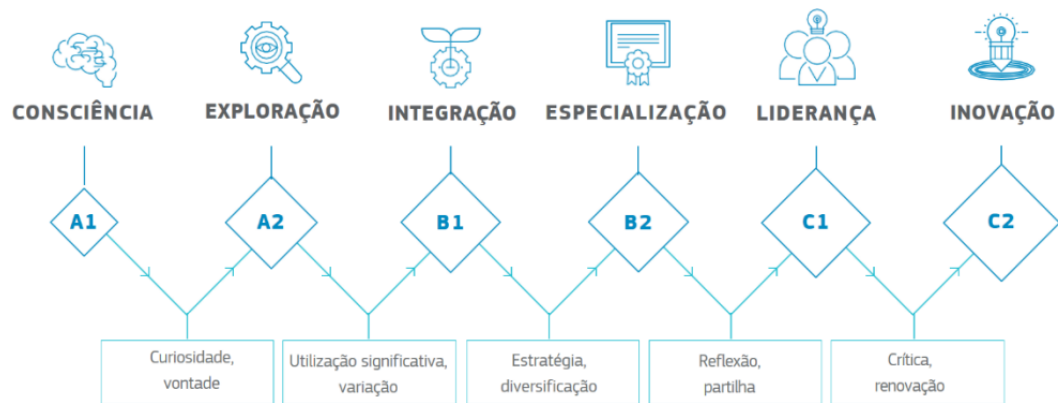 CONSCIÊNCIA
EXPLORAÇÃO
INTEGRAÇÃO
ESPECIALIZAÇÃO
LIDERANÇA
INOVAÇÃO
A1
A2
B1
B2
C1
C2
Curiosidade,
vontade
Utilização significativa,
variação
Estratégia,
diversificação
Reflexão,
partilha
Crítica,
renovação